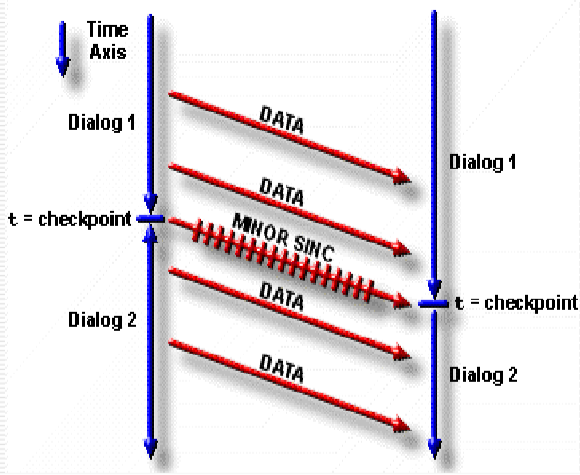 Time
Axis
Dialog 1
DATA
Dialog 1
DATA
t = checkpoint
MINOR SINC
DATA
t = checkpoint
Dialog 2
DATA
Dialog 2